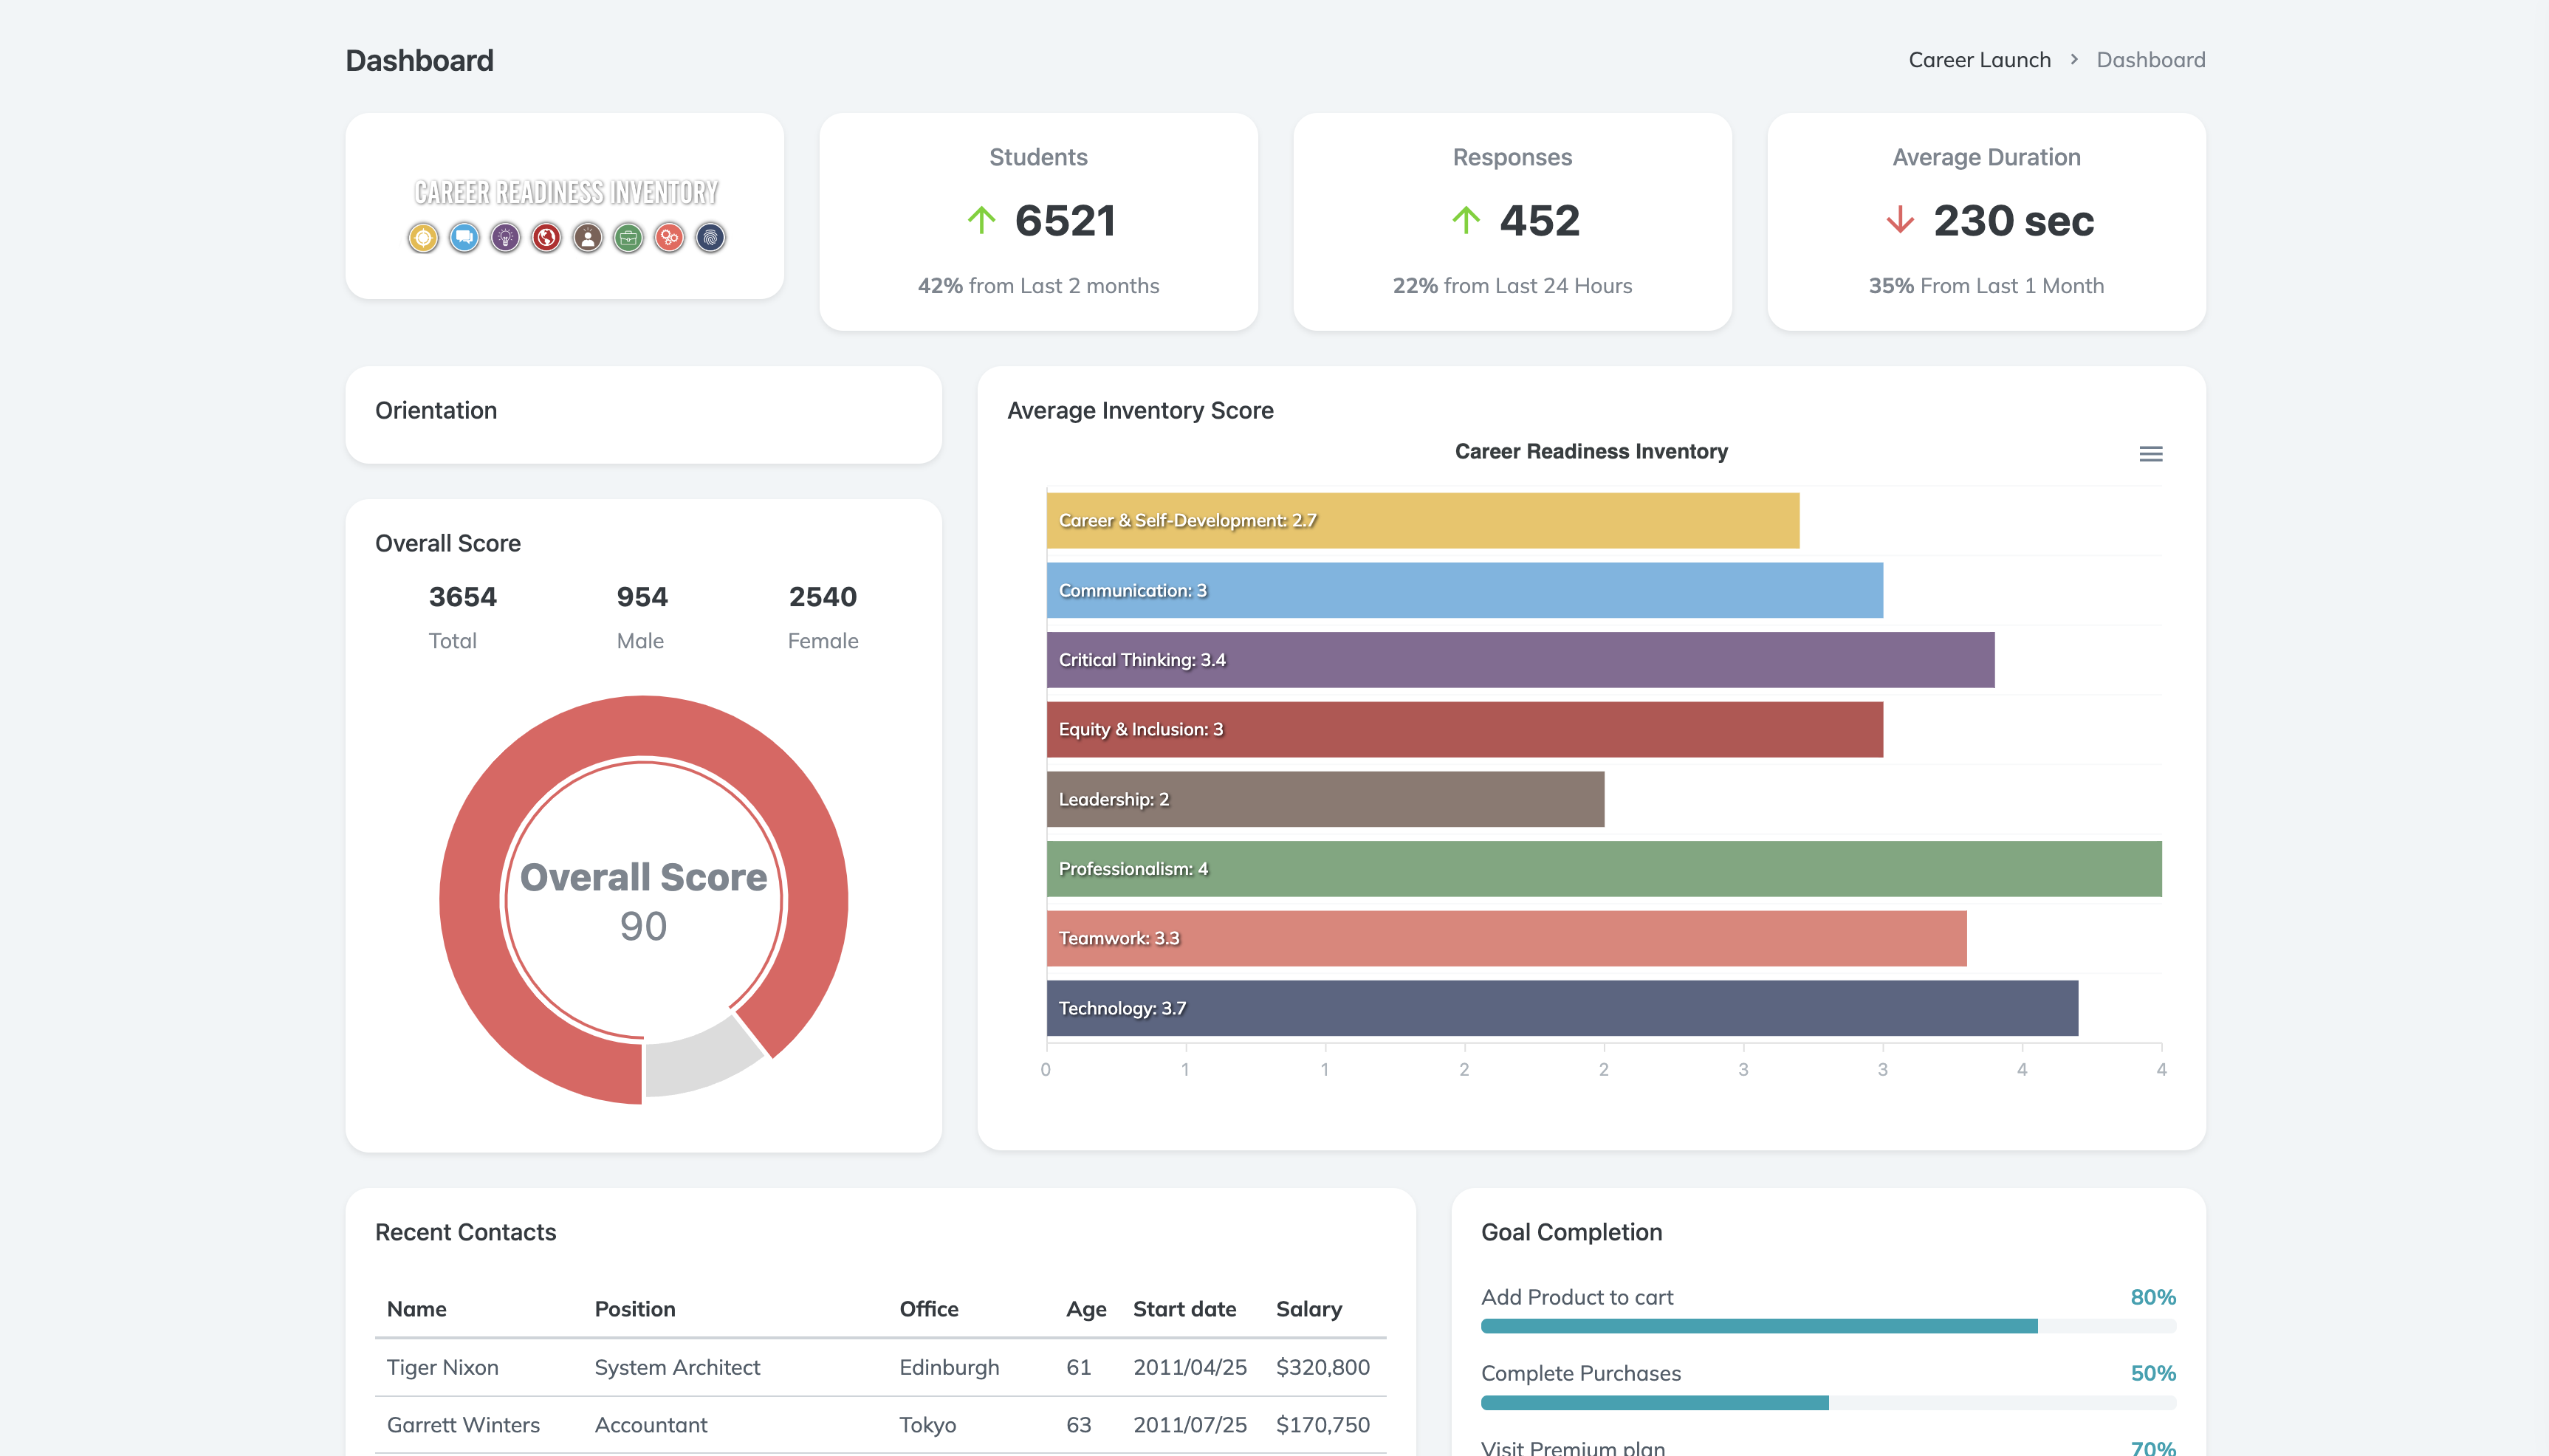 Dashboard
Career Launch > Dashboard
CAREER READINESS INVENTORY
Students
6521
42% from Last 2 months
Responses
452
22% from Last 24 Hours
Average Duration
230 sec
35% From Last 1 Month
Orientation
Overall Score
3654 954 2540
Total Male Female
Overall Score
90
Average Inventory Score
Career Readiness Inventory
Career & Self-Development: 2.7
Communication: 3
Critical Thinking: 3.4
Equity & Inclusion: 3
Leadership: 2
Professionalism: 4
Teamwork: 3.3
Technology: 3.7
0 1 1 2 2 3 3 4 4
Recent Contacts
Name Position Office Age Start date Salary
Tiger Nixon System Architect Edinburgh 61 2011/04/25 $320,800
Garrett Winters Accountant Tokyo 63 2011/07/25 $170,750
Goal Completion
Add Product to cart 80%
Complete Purchases 50%
Visit Premium plan 70%